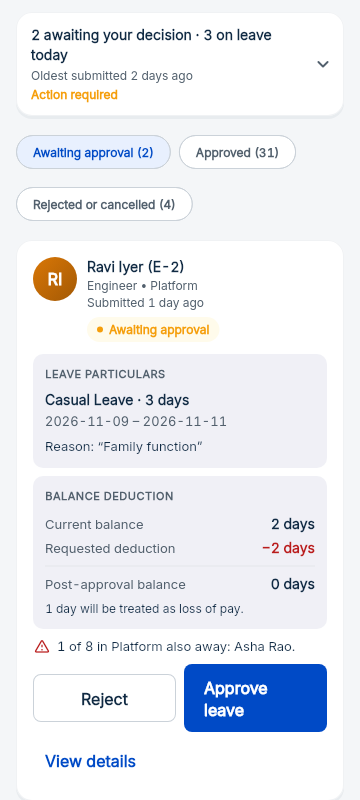 2 awaiting your decision · 3 on leave
today
Oldest submitted 2 days ago
Action required
Awaiting approval (2)
Approved (31)
Rejected or cancelled (4)
RI
Ravi Iyer (E-2)
Engineer • Platform
Submitted 1 day ago
Awaiting approval
LEAVE PARTICULARS
Casual Leave · 3 days
2026-11-09 – 2026-11-11
Reason: “Family function”
BALANCE DEDUCTION
Current balance 2 days
Requested deduction −2 days
Post-approval balance 0 days
1 day will be treated as loss of pay.
1 of 8 in Platform also away: Asha Rao.
Reject
Approve
leave
View details